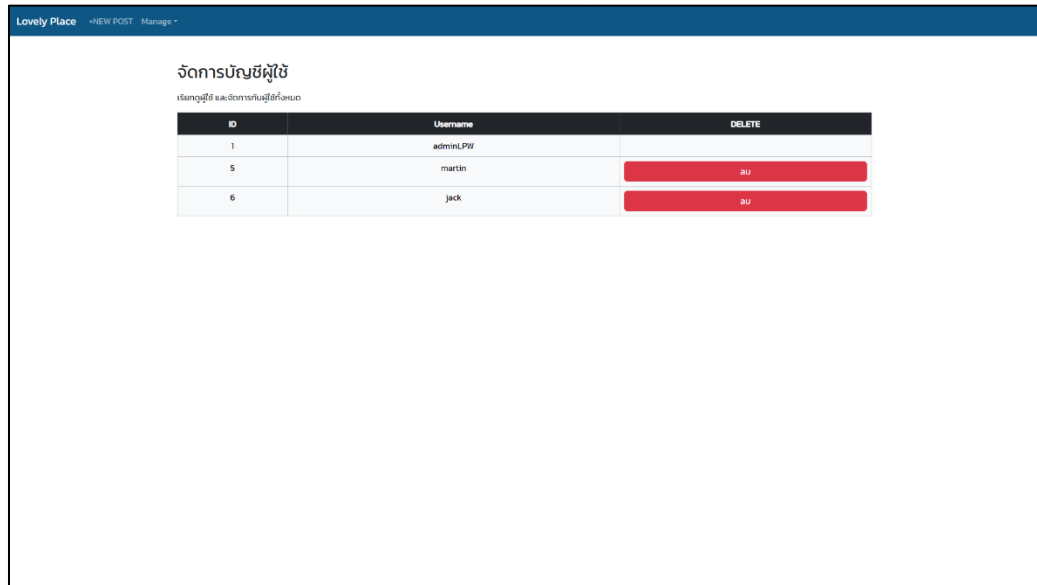 Lovely Place +NEW POST Manage
จัดการบัญชีผู้ใช้
เรียกดูผู้ใช้ และจัดการกับผู้ใช้ทั้งหมด
ID Username DELETE
1 adminLPW
5 martin ลบ
6 jack ลบ